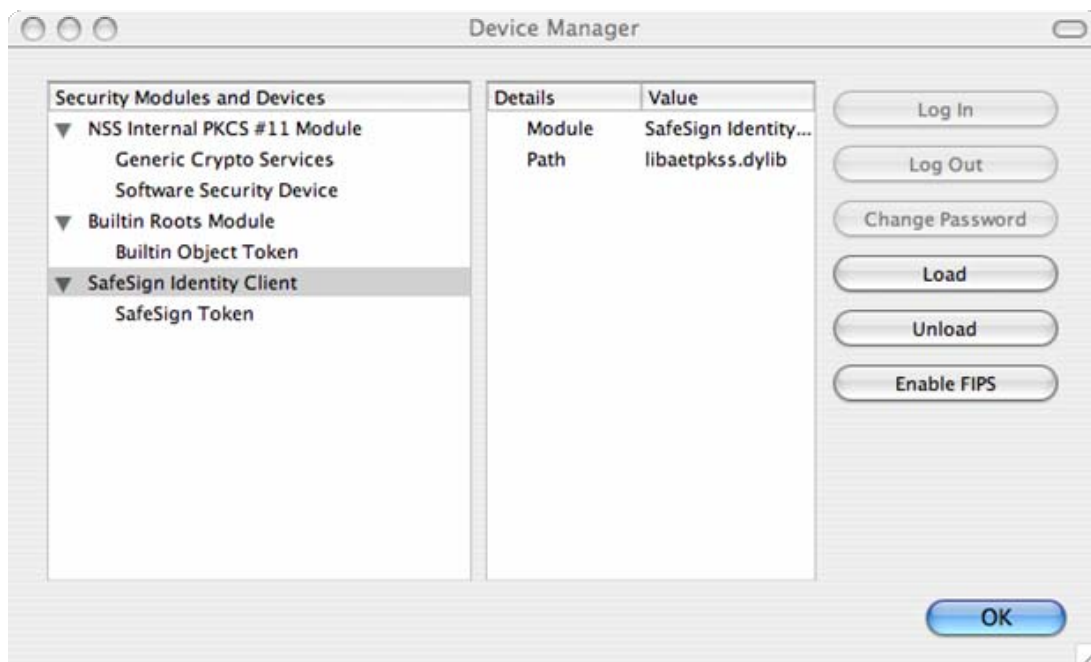 Device Manager
Security Modules and Devices
NSS Internal PKCS #11 Module
Generic Crypto Services
Software Security Device
Builtin Roots Module
Builtin Object Token
SafeSign Identity Client
SafeSign Token
Details Value
Module SafeSign Identity...
Path libaetpkss.dylib
Log In
Log Out
Change Password
Load
Unload
Enable FIPS
OK